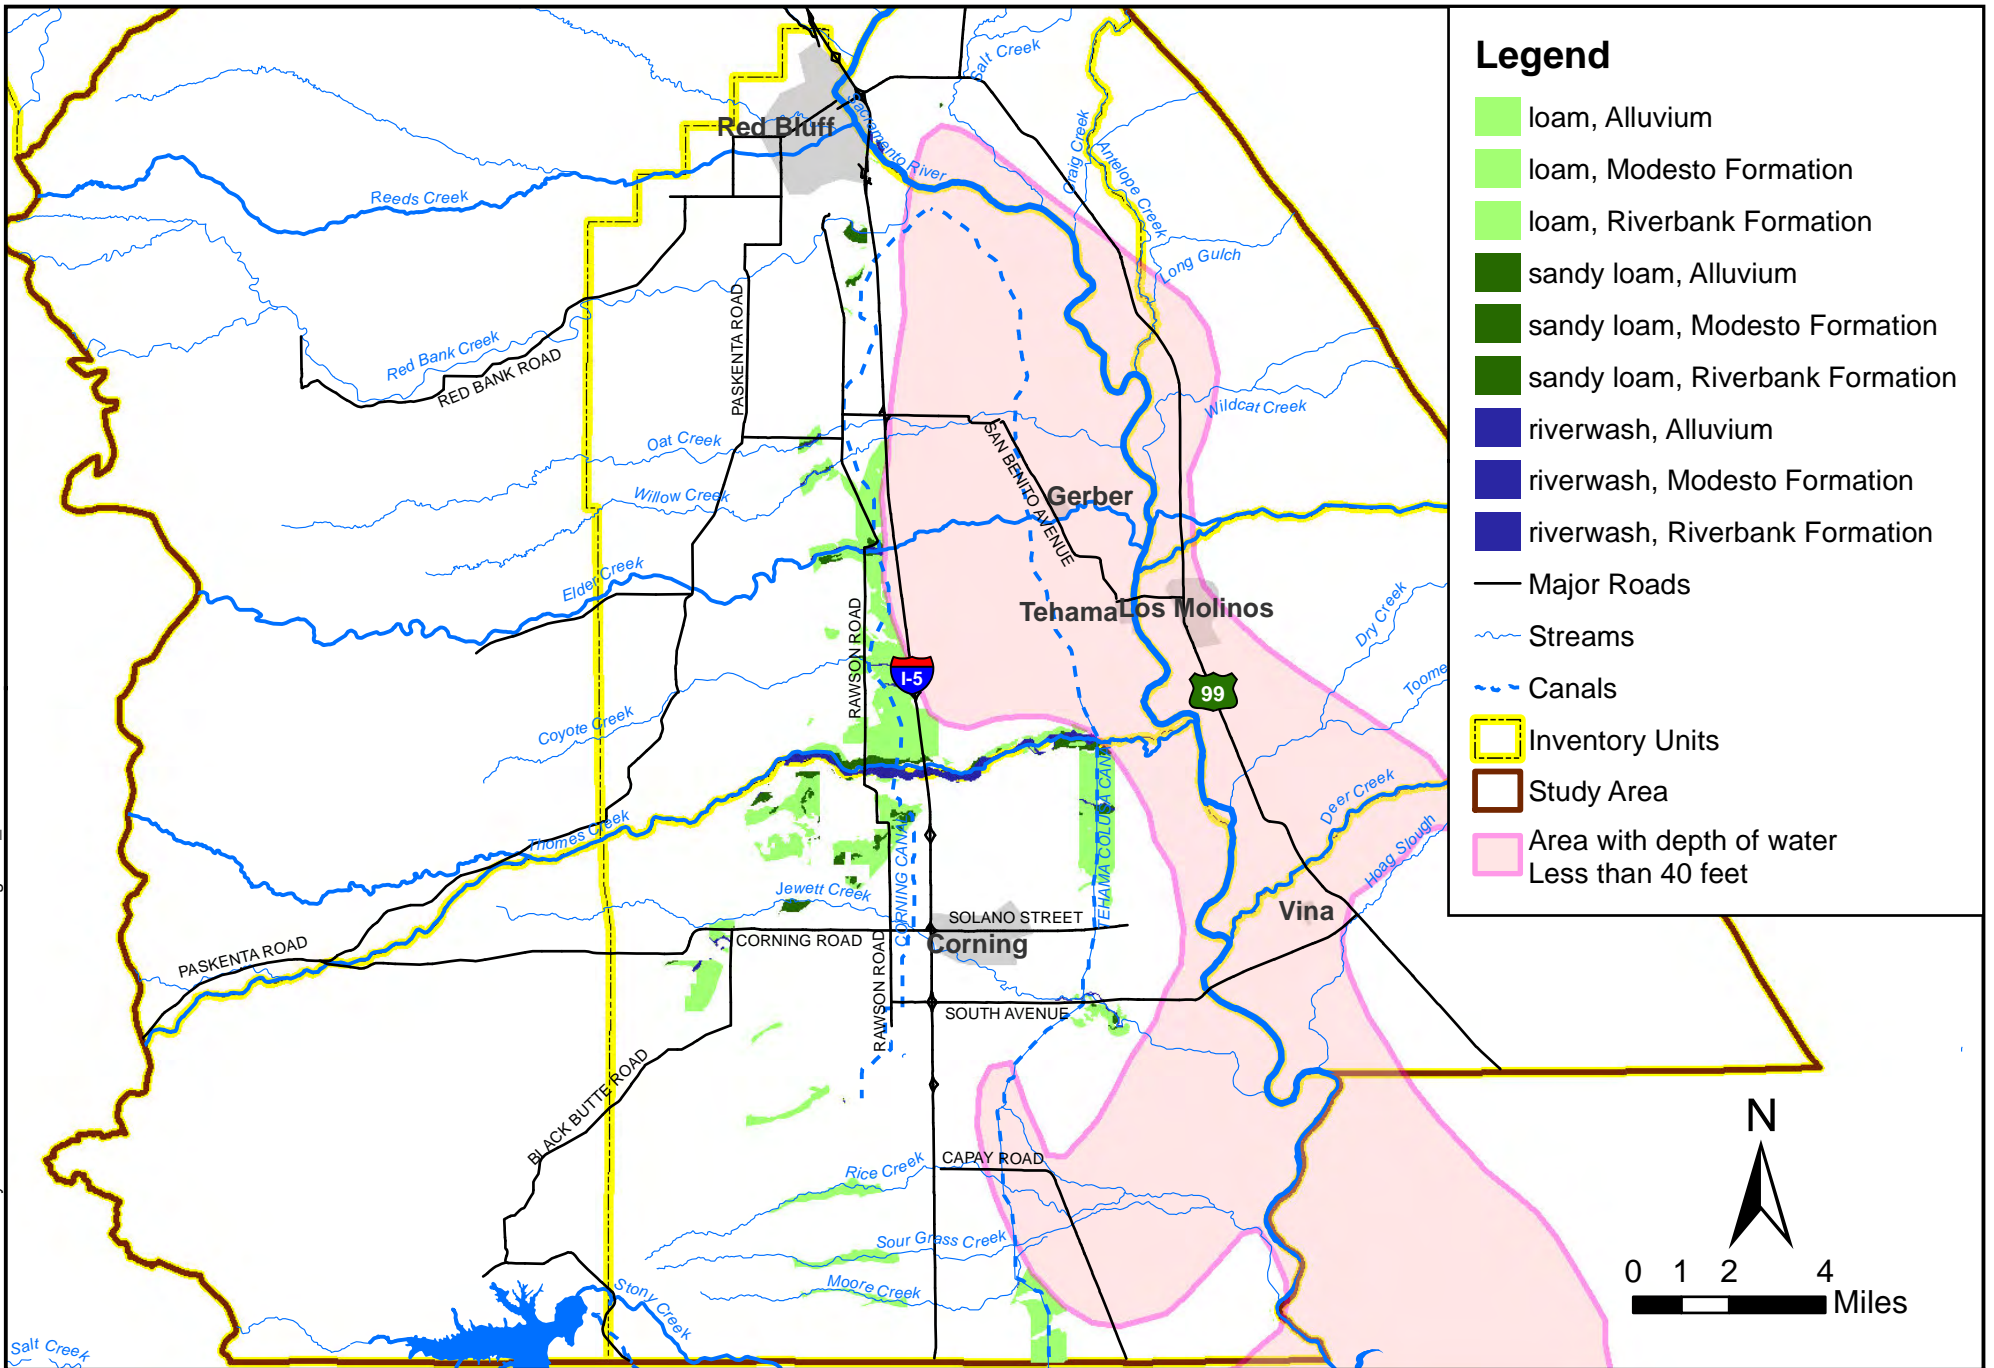 Legend
loam, Alluvium
loam, Modesto Formation
loam, Riverbank Formation
sandy loam, Alluvium
sandy loam, Modesto Formation
sandy loam, Riverbank Formation
riverwash, Alluvium
riverwash, Modesto Formation
riverwash, Riverbank Formation
Major Roads
Streams
Canals
Inventory Units
Study Area
Area with depth of water
Less than 40 feet
Salt Creek
Red Bluff
Sacramento River
Craig Creek
Antelope Creek
Reeds Creek
Long Gulch
PASKENTA ROAD
Red Bank Creek
RED BANK ROAD
Wildcat Creek
Oat Creek
SAN BENITO AVENUE
Willow Creek
Gerber
Elder Creek
Tehama
Los Molinos
Dry Creek
RAWSON ROAD
I-5
99
Toome
Coyote Creek
TEHAMA COLUSA CANA
Deer Creek
Thomes Creek
Hoag Slough
CORNING CANAL
Jewett Creek
Vina
SOLANO STREET
CORNING ROAD
Corning
PASKENTA ROAD
RAWSON ROAD
SOUTH AVENUE
BLACK BUTTE ROAD
Rice Creek
CAPAY ROAD
Sour Grass Creek
Moore Creek
Stony Creek
Salt Creek
N
0 1 2 4
Miles